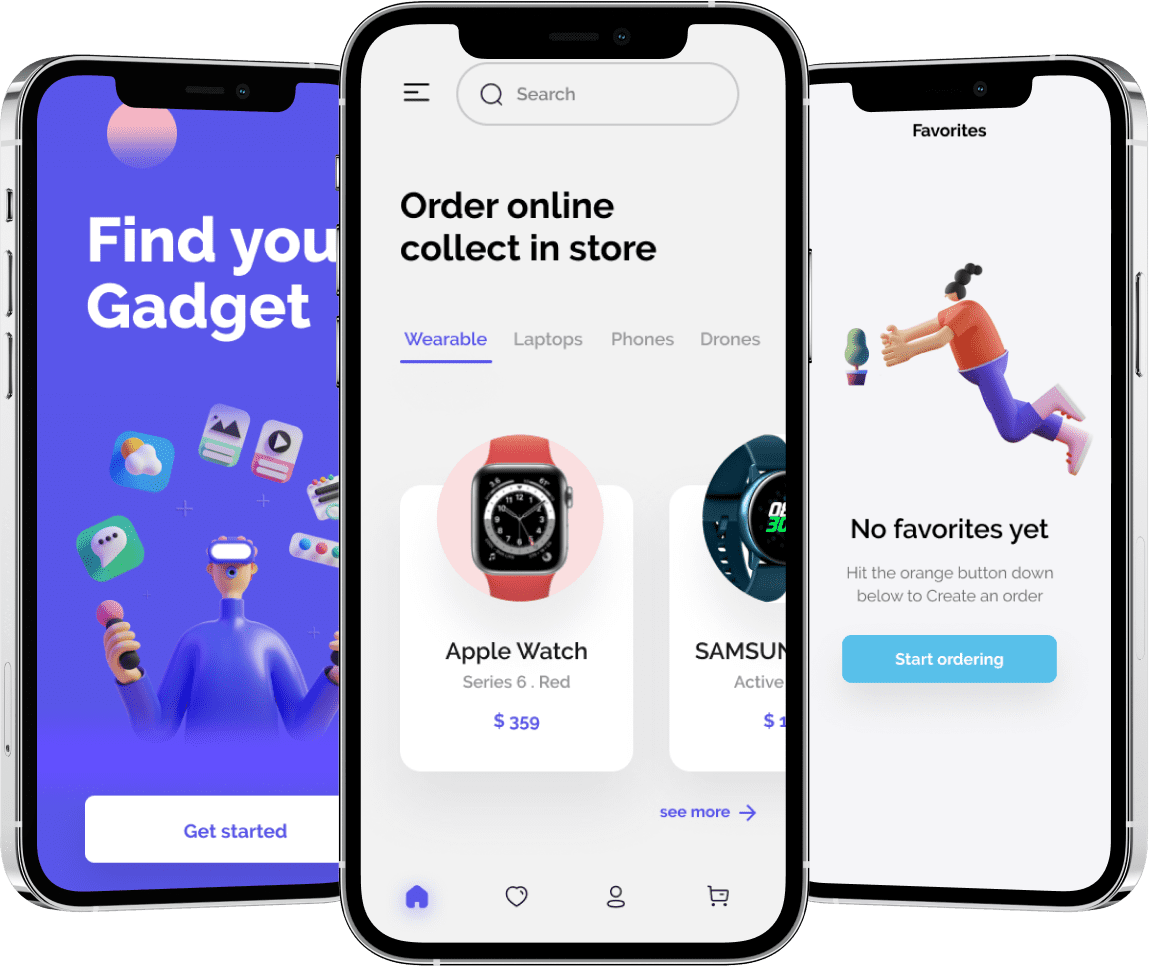 Find you
Gadget
Get started
Search
Order online
collect in store
Wearable Laptops Phones Drones
Apple Watch
Series 6 . Red
$ 359
SAMSUN
Active
$ 1
see more
Favorites
No favorites yet
Hit the orange button down
below to Create an order
Start ordering